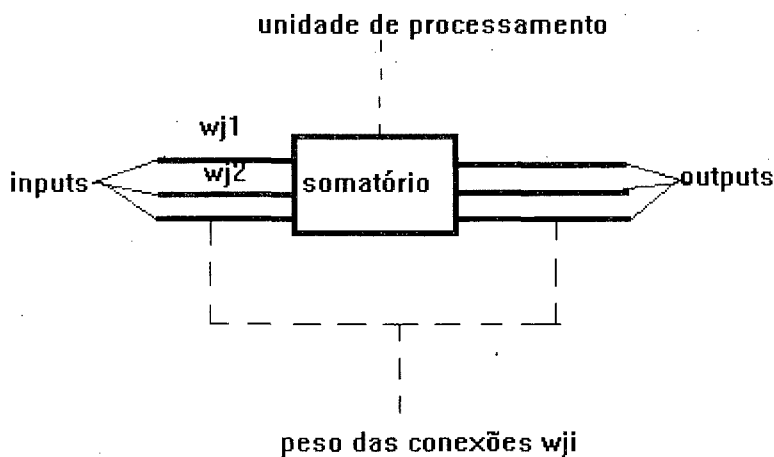 unidade de processamento
wj1
wj2
inputs
somatório
outputs
peso das conexões wji